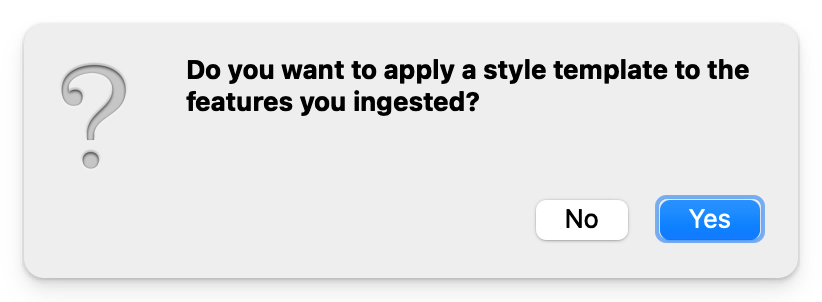 Do you want to apply a style template to the
features you ingested?
No
Yes